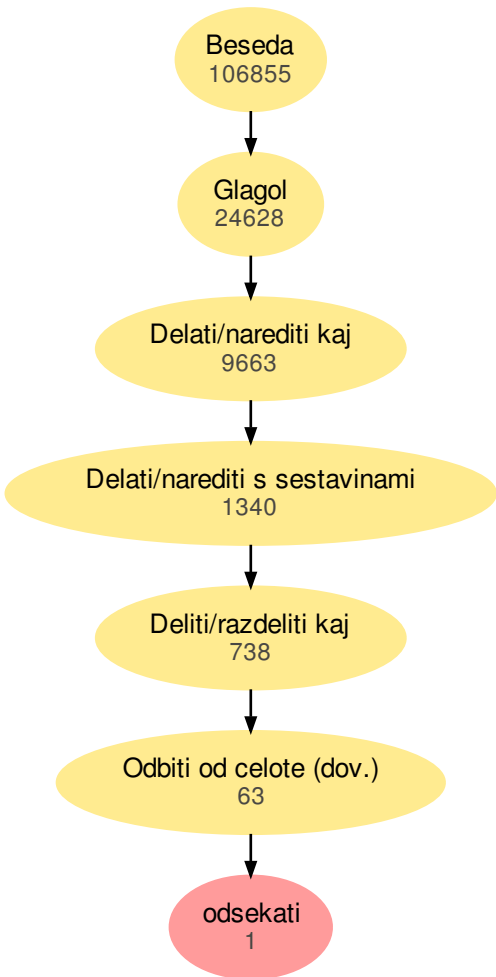 Beseda
106855
Glagol
24628
Delati/narediti kaj
9663
Delati/narediti s sestavinami
1340
Deliti/razdeliti kaj
738
Odbiti od celote (dov.)
63
odsekati
1